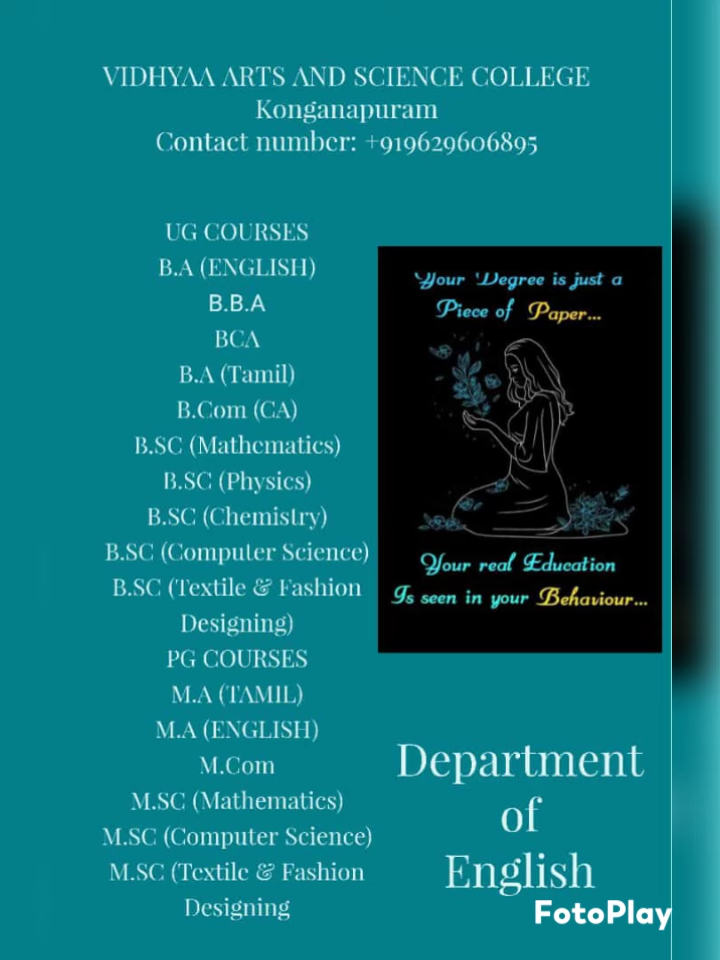 VIDHYAA ARTS AND SCIENCE COLLEGE
Konganapuram
Contact number: +919629606895
UG COURSES
B.A (ENGLISH)
B.B.A
BCA
B.A (Tamil)
B.Com (CA)
B.SC (Mathematics)
B.SC (Physics)
B.SC (Chemistry)
B.SC (Computer Science)
B.SC (Textile & Fashion
Designing)
PG COURSES
M.A (TAMIL)
M.A (ENGLISH)
M.Com
M.SC (Mathematics)
M.SC (Computer Science)
M.SC (Textile & Fashion
Designing
Your Degree is just a
Piece of Paper...
Your real Education
Is seen in your Behaviour...
Department
of
English
FotoPlay